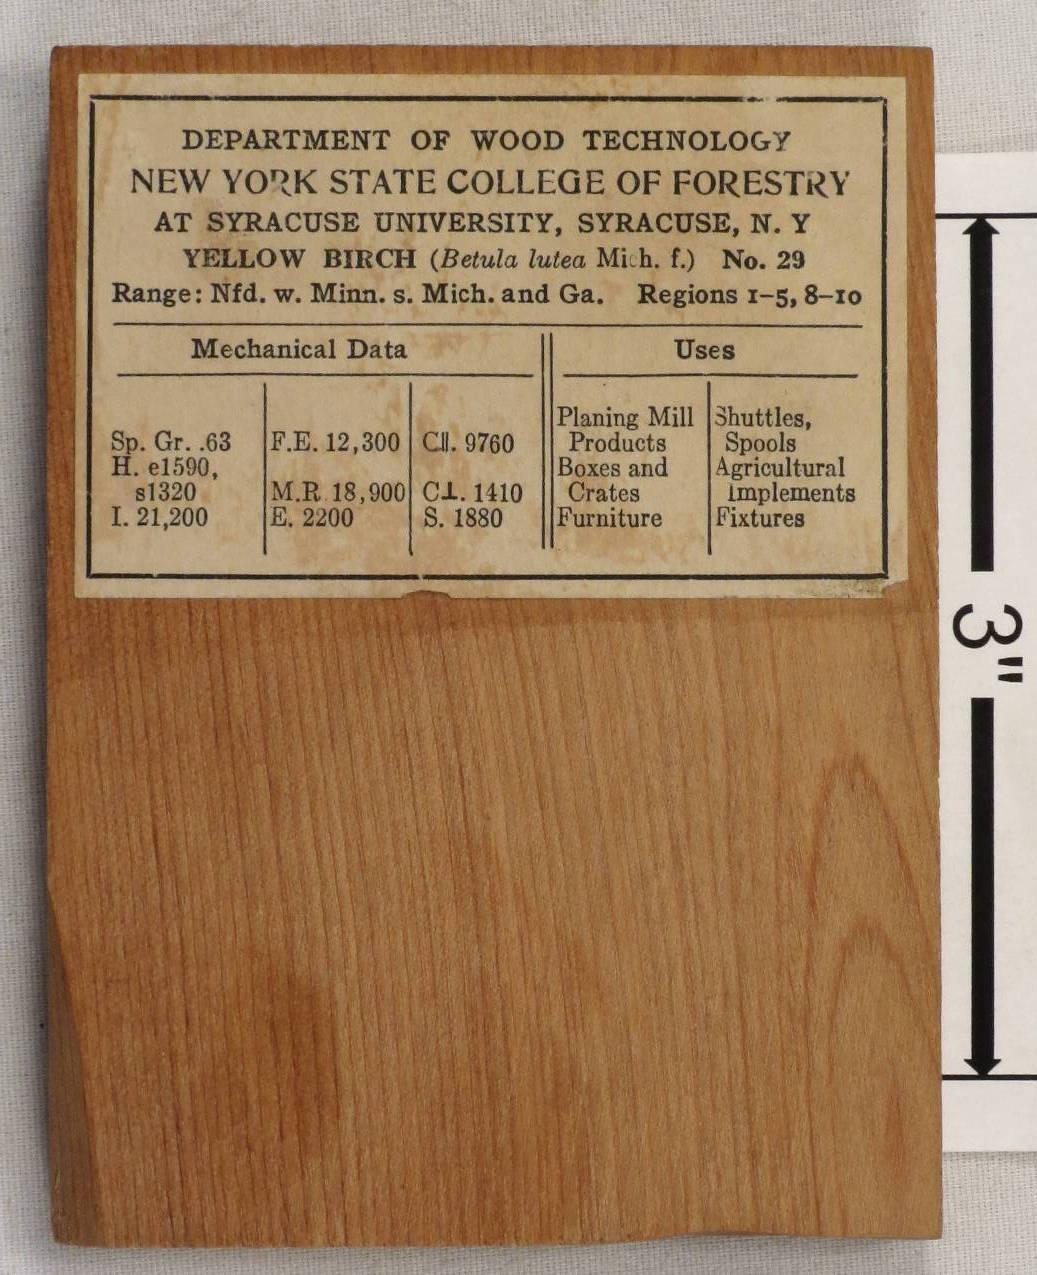 DEPARTMENT OF WOOD TECHNOLOGY
NEW YORK STATE COLLEGE OF FORESTRY
AT SYRACUSE UNIVERSITY, SYRACUSE, N. Y
YELLOW BIRCH (Betula lutea Mich. f.) No. 29
Range: Nfd. w. Minn. s. Mich. and Ga. Regions 1-5, 8-10
Mechanical Data
Sp. Gr. .63
H. e1590,
s1320
I. 21,200
F.E. 12,300
M.R 18,900
E. 2200
C||. 9760
C⊥. 1410
S. 1880
Uses
Planing Mill
Products
Boxes and
Crates
Furniture
Shuttles,
Spools
Agricultural
implements
Fixtures
3"